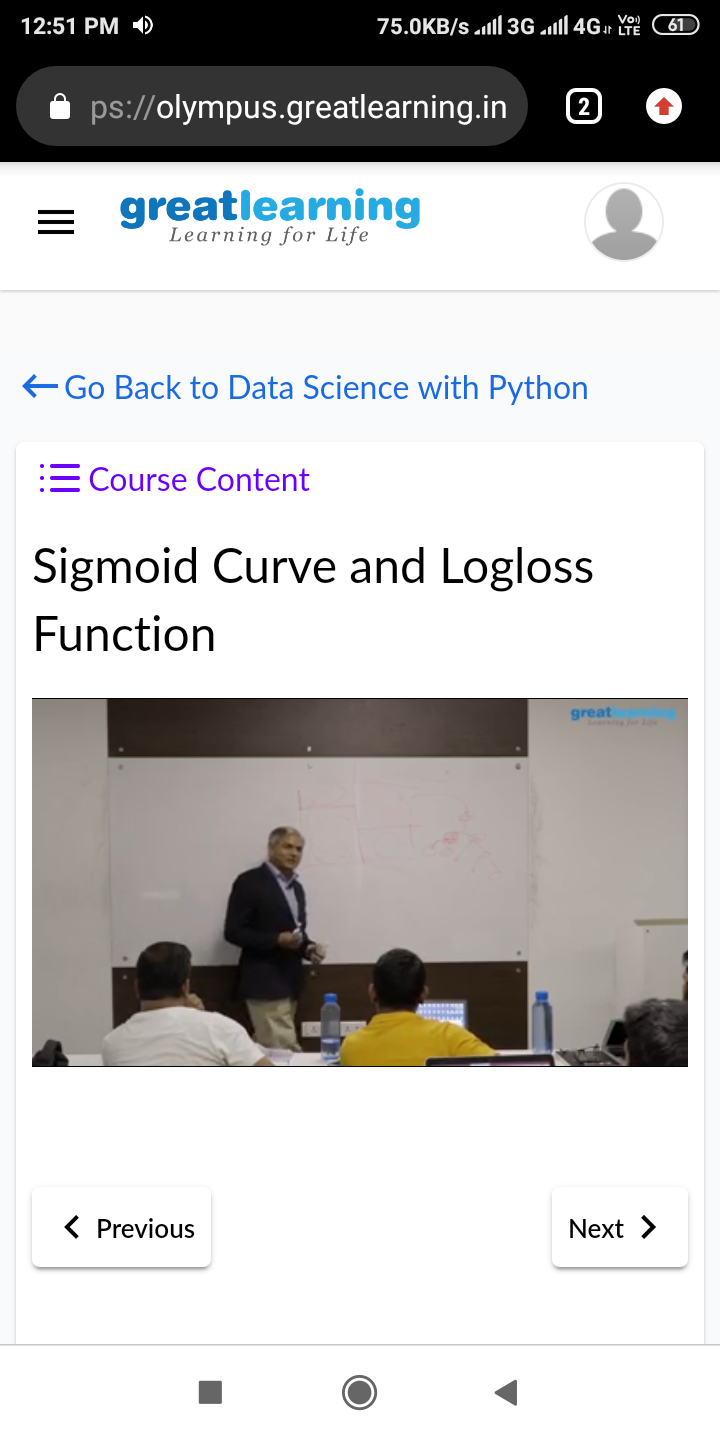 12:51 PM 75.0KB/s 3G 4G Vo)) LTE 61
ps://olympus.greatlearning.in 2
greatlearning
Learning for Life
Go Back to Data Science with Python
Course Content
Sigmoid Curve and Logloss
Function
greatlearning
Learning for Life
Previous Next